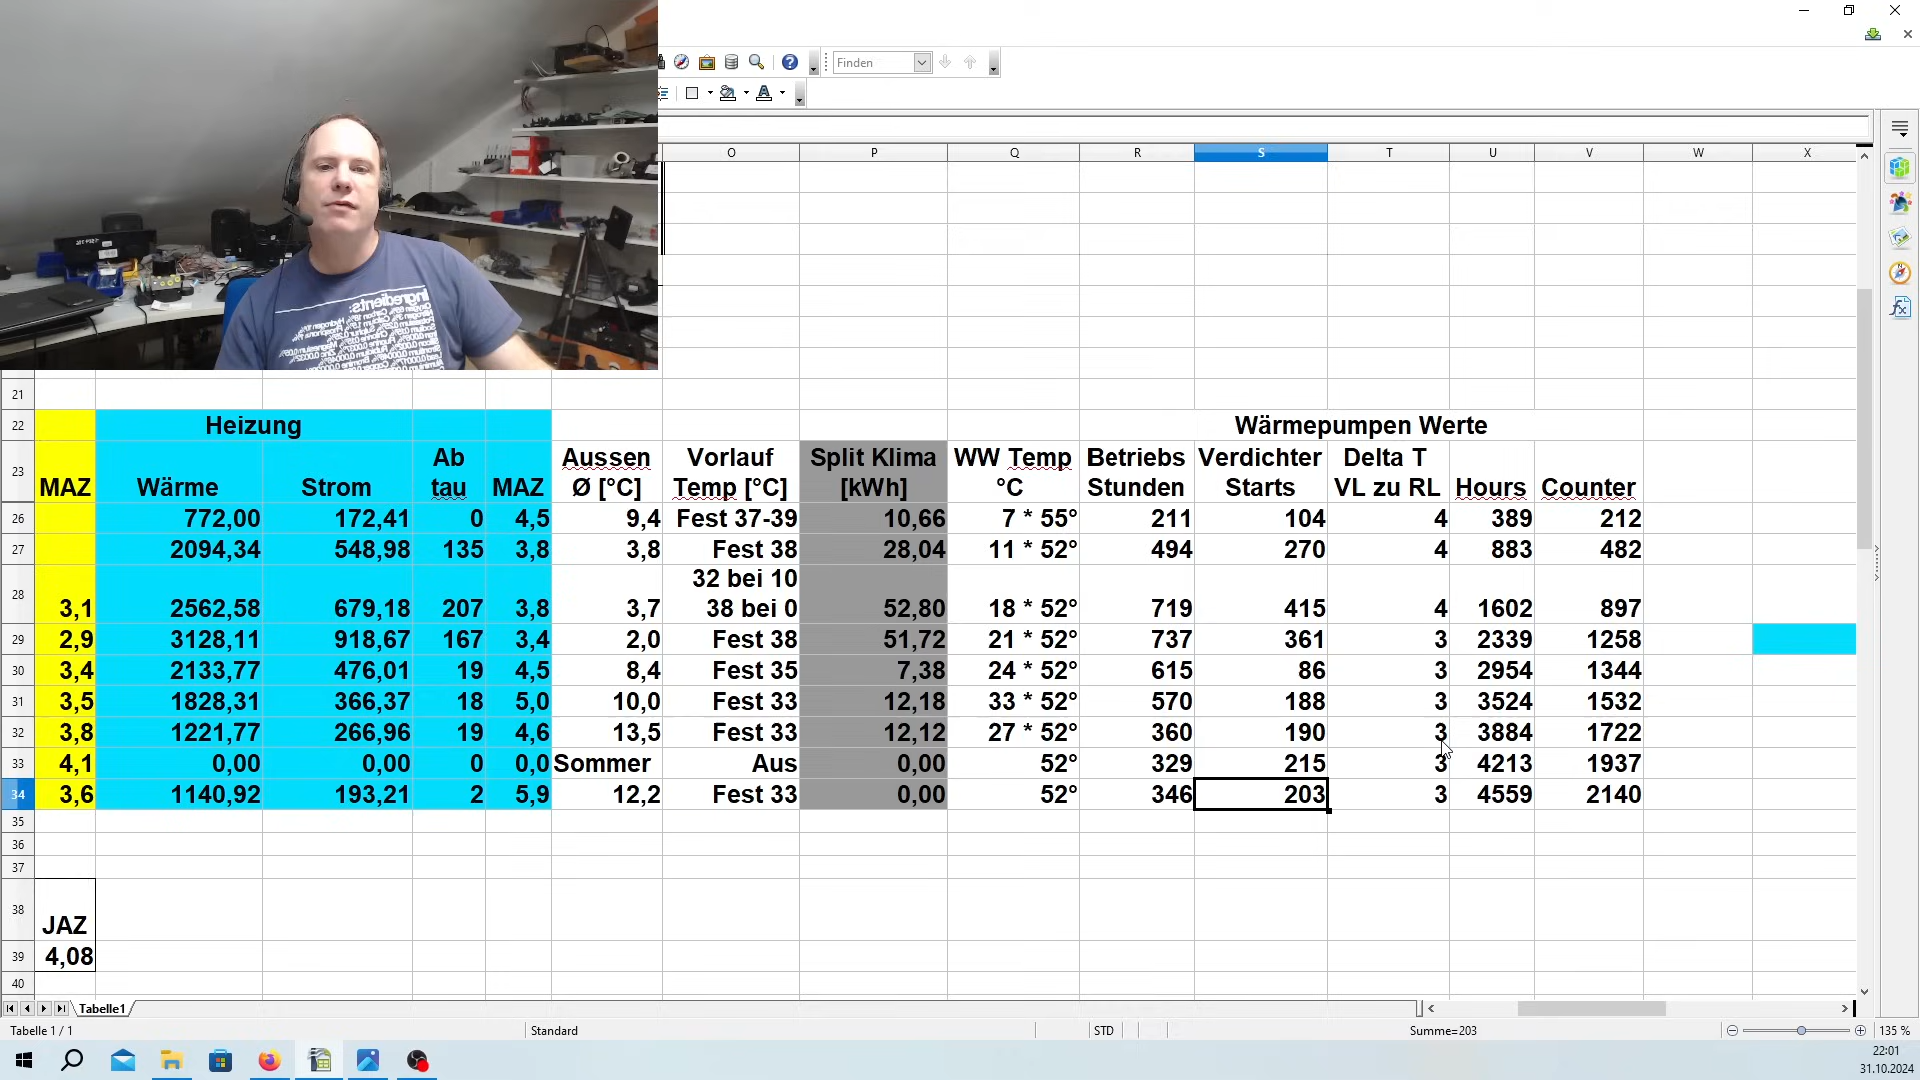 Finden
O P Q R S T U V W X
21
22 Heizung Wärmepumpen Werte
23 MAZ Wärme Strom Ab tau MAZ Aussen Ø [°C] Vorlauf Temp [°C] Split Klima [kWh] WW Temp °C Betriebs Stunden Verdichter Starts Delta T VL zu RL Hours Counter
26 772,00 172,41 0 4,5 9,4 Fest 37-39 10,66 7 * 55° 211 104 4 389 212
27 2094,34 548,98 135 3,8 3,8 Fest 38 28,04 11 * 52° 494 270 4 883 482
28 3,1 2562,58 679,18 207 3,8 3,7 32 bei 10 38 bei 0 52,80 18 * 52° 719 415 4 1602 897
29 2,9 3128,11 918,67 167 3,4 2,0 Fest 38 51,72 21 * 52° 737 361 3 2339 1258
30 3,4 2133,77 476,01 19 4,5 8,4 Fest 35 7,38 24 * 52° 615 86 3 2954 1344
31 3,5 1828,31 366,37 18 5,0 10,0 Fest 33 12,18 33 * 52° 570 188 3 3524 1532
32 3,8 1221,77 266,96 19 4,6 13,5 Fest 33 12,12 27 * 52° 360 190 3 3884 1722
33 4,1 0,00 0,00 0 0,0 Sommer Aus 0,00 52° 329 215 3 4213 1937
34 3,6 1140,92 193,21 2 5,9 12,2 Fest 33 0,00 52° 346 203 3 4559 2140
35
36
37
38 JAZ
39 4,08
40
Tabelle1
Tabelle 1 / 1 Standard STD Summe=203 135 %
22:01
31.10.2024
Ingredients: